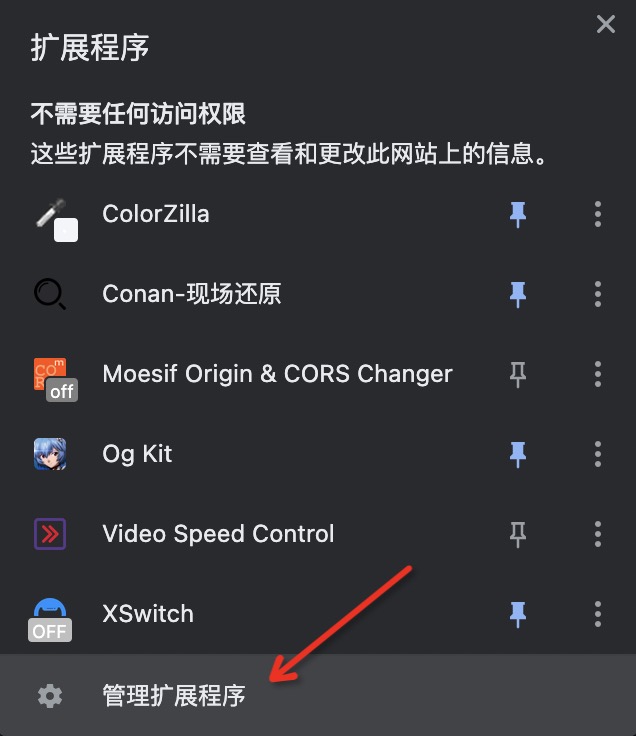 扩展程序
不需要任何访问权限
这些扩展程序不需要查看和更改此网站上的信息。
ColorZilla
Conan-现场还原
Moesif Origin & CORS Changer
off
Og Kit
Video Speed Control
XSwitch
OFF
管理扩展程序